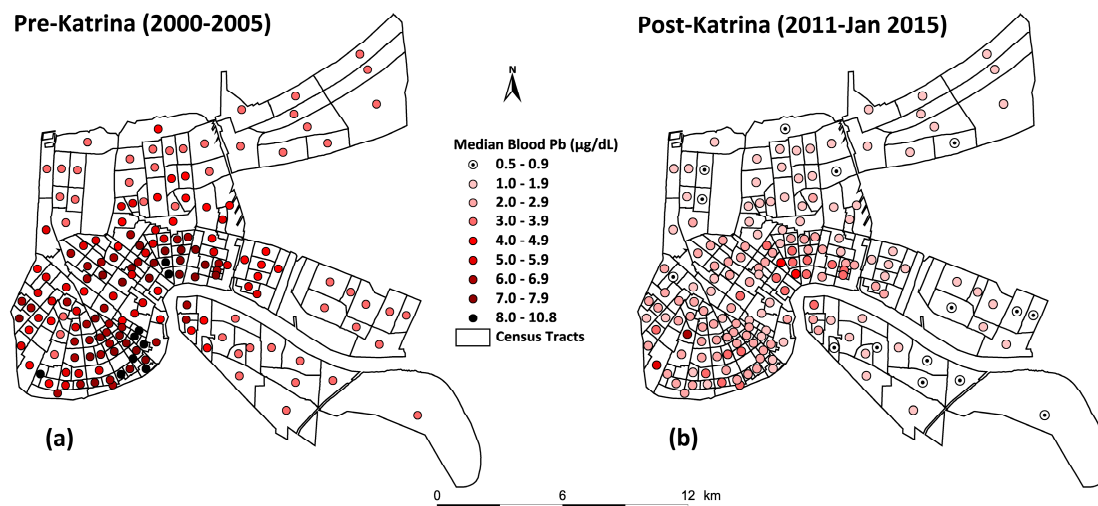 Pre-Katrina (2000-2005)
Post-Katrina (2011-Jan 2015)
N
Median Blood Pb (µg/dL)
0.5 - 0.9
1.0 - 1.9
2.0 - 2.9
3.0 - 3.9
4.0 - 4.9
5.0 - 5.9
6.0 - 6.9
7.0 - 7.9
8.0 - 10.8
Census Tracts
(a)
(b)
0 6 12 km